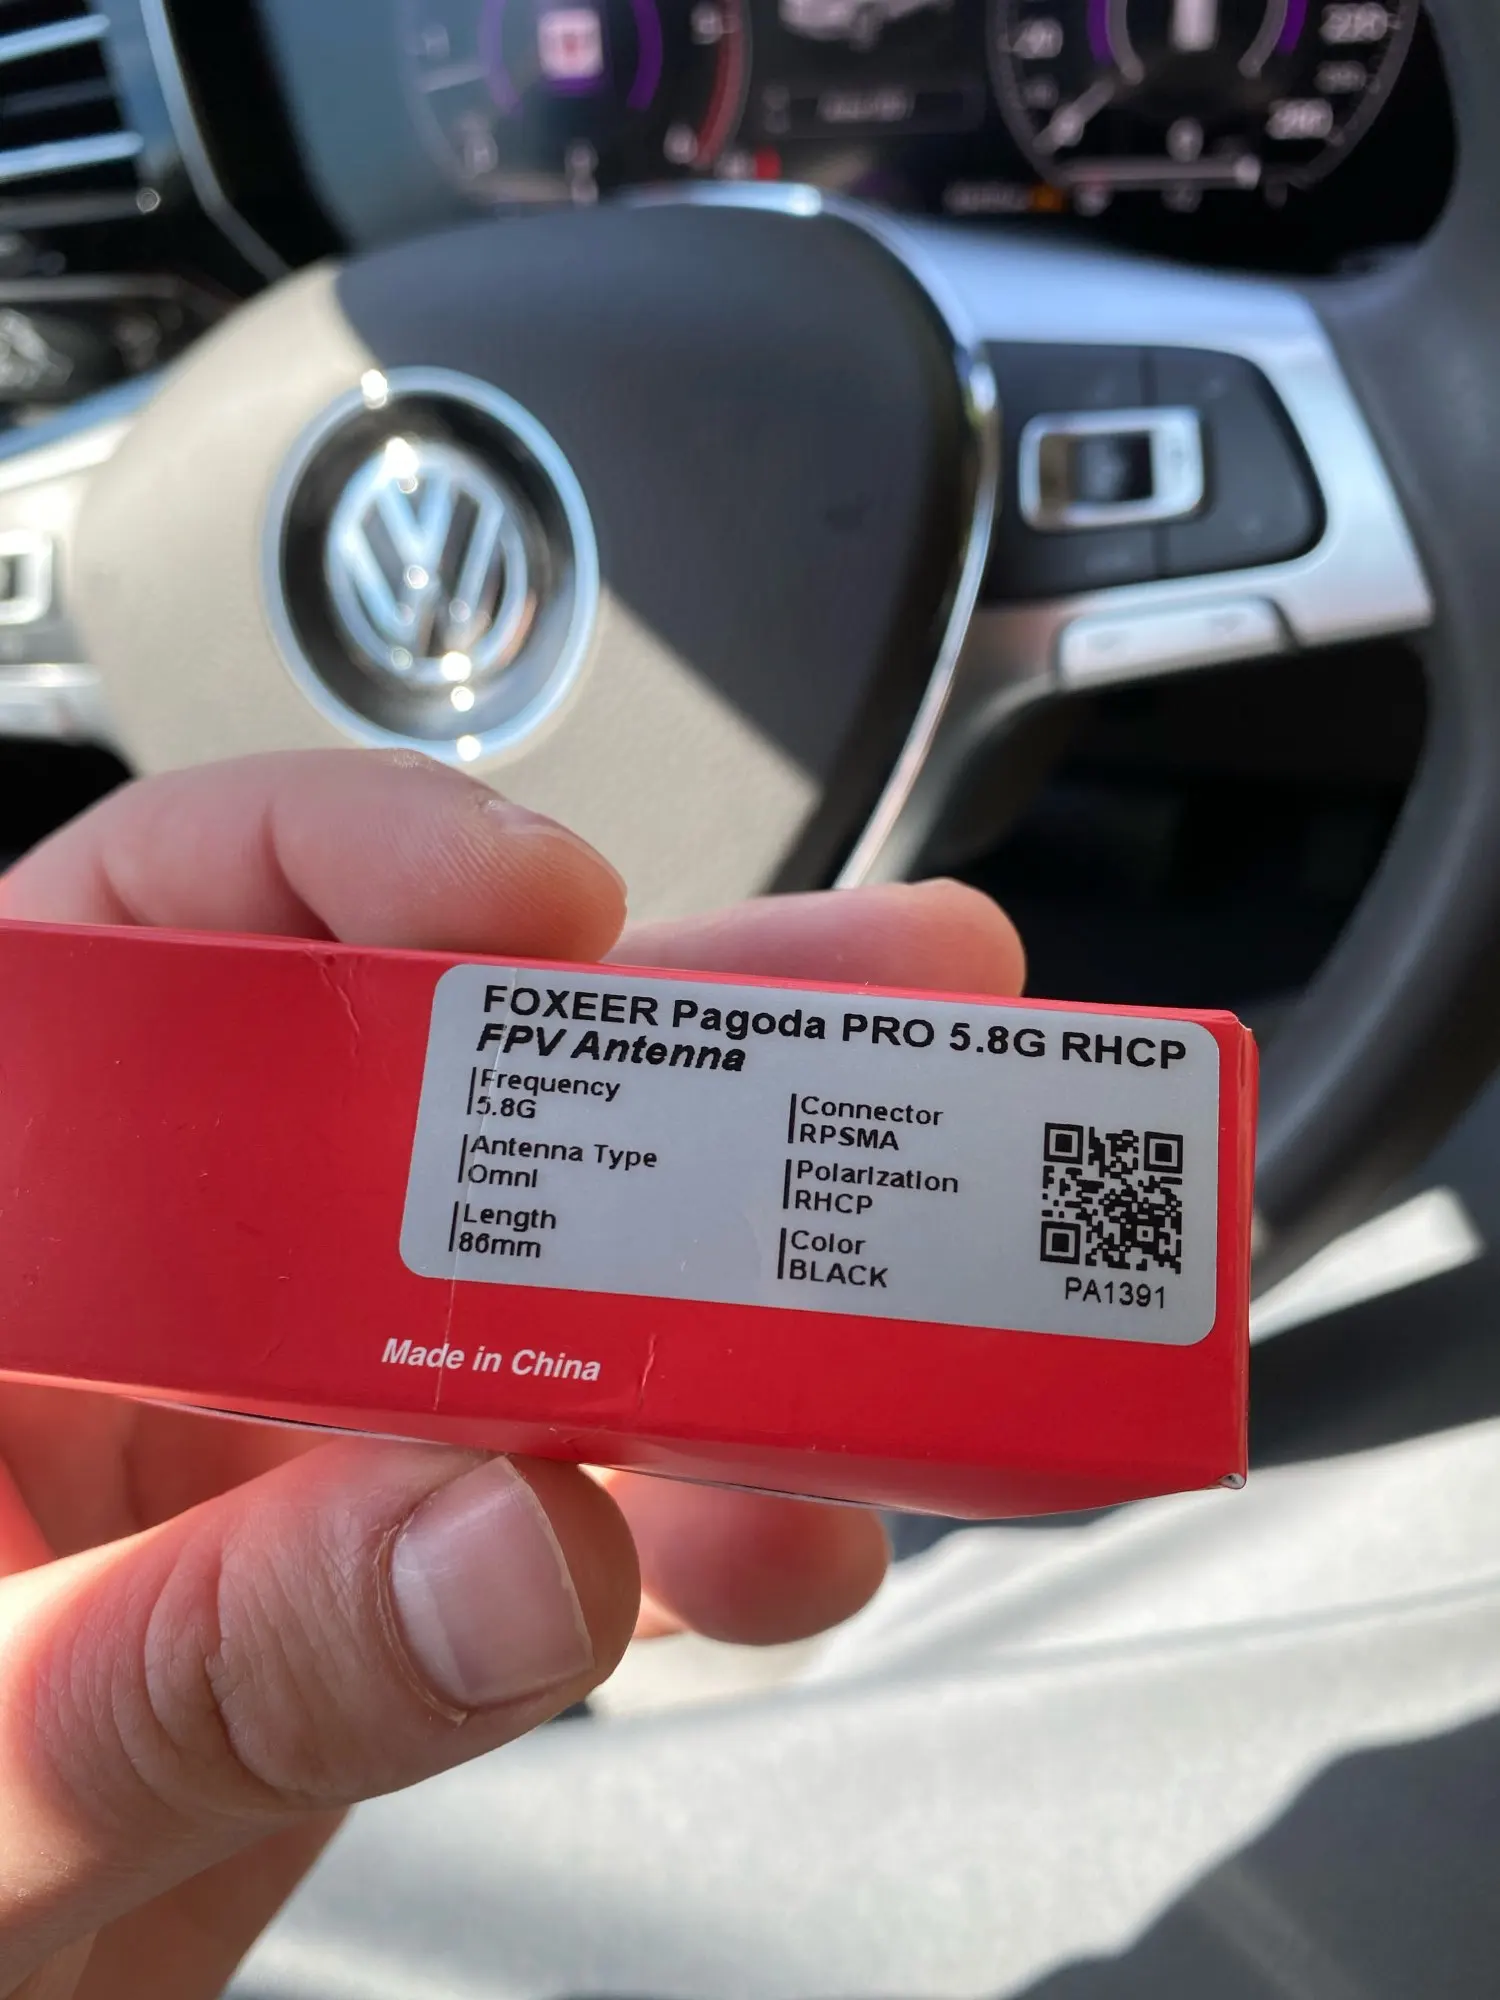 FOXEER Pagoda PRO 5.8G RHCP
FPV Antenna
Frequency
5.8G
Antenna Type
Omni
Length
86mm
Connector
RPSMA
Polarization
RHCP
Color
BLACK
PA1391
Made in China